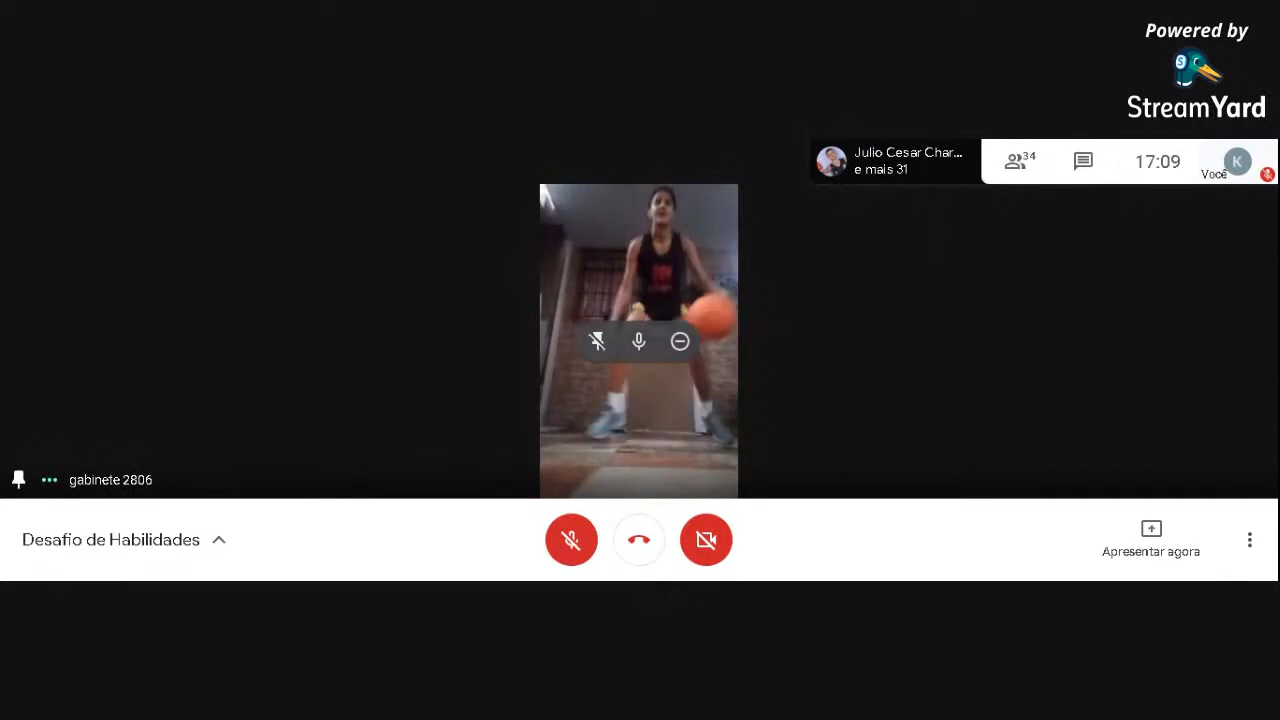 Powered by
StreamYard
Julio Cesar Char...
e mais 31
34
17:09
K
Você
gabinete 2806
Desafio de Habilidades
Apresentar agora